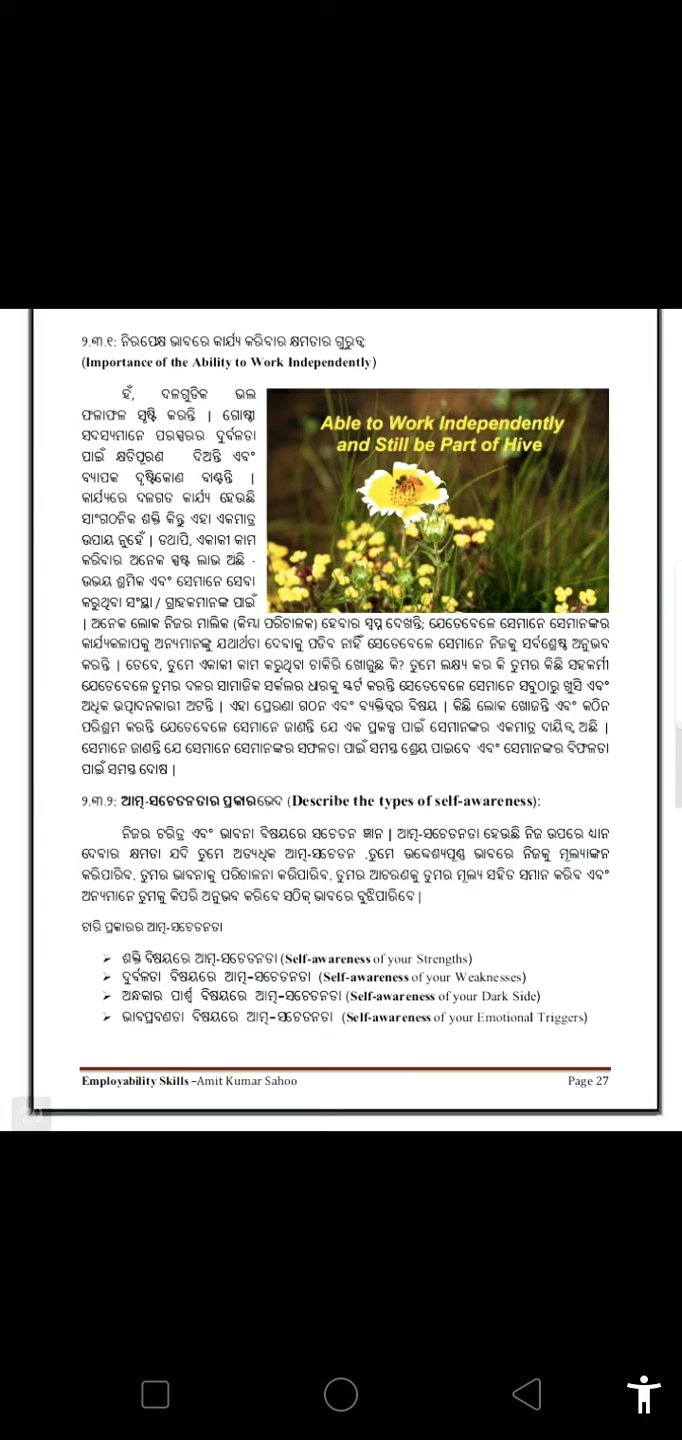 ୨.୩.୧: ନିରପେକ୍ଷ ଭାବରେ କାର୍ଯ୍ୟ କରିବାର କ୍ଷମତାର ଗୁରୁତ୍ୱ:
(Importance of the Ability to Work Independently)
ହଁ, ଦଳଗୁଡିକ ଭଲ
ଫଳାଫଳ ସୃଷ୍ଟି କରନ୍ତି | ଗୋଷ୍ଠୀ
ସଦସ୍ୟମାନେ ପରସ୍ପରର ଦୁର୍ବଳତା
ପାଇଁ କ୍ଷତିପୂରଣ ଦିଅନ୍ତି ଏବଂ
ବ୍ୟାପକ ଦୃଷ୍ଟିକୋଣ ବାଣ୍ଟନ୍ତି |
କାର୍ଯ୍ୟରେ ଦଳଗତ କାର୍ଯ୍ୟ ହେଉଛି
ସାଂଗଠନିକ ଶକ୍ତି କିନ୍ତୁ ଏହା ଏକମାତ୍ର
ଉପାୟ ନୁହେଁ | ତଥାପି, ଏକାକୀ କାମ
କରିବାର ଅନେକ ସ୍ପଷ୍ଟ ଲାଭ ଅଛି -
ଉଭୟ ଶ୍ରମିକ ଏବଂ ସେମାନେ ସେବା
କରୁଥିବା ସଂସ୍ଥା / ଗ୍ରାହକମାନଙ୍କ ପାଇଁ
Able to Work Independently
and Still be Part of Hive
| ଅନେକ ଲୋକ ନିଜର ମାଲିକ (କିମ୍ଭା ପରିଚାଳକ) ହେବାର ସ୍ୱପ୍ନ ଦେଖନ୍ତି; ଯେତେବେଳେ ସେମାନେ ସେମାନଙ୍କର
କାର୍ଯ୍ୟକଳାପକୁ ଅନ୍ୟମାନଙ୍କୁ ଯଥାର୍ଥତା ଦେବାକୁ ପଡିବ ନାହିଁ ସେତେବେଳେ ସେମାନେ ନିଜକୁ ସର୍ବଶ୍ରେଷ୍ଠ ଅନୁଭବ
କରନ୍ତି | ତେବେ, ତୁମେ ଏକାକୀ କାମ କରୁଥିବା ଚାକିରି ଖୋଜୁଛ କି? ତୁମେ ଲକ୍ଷ୍ୟ କର କି ତୁମର କିଛି ସହକର୍ମୀ
ଯେତେବେଳେ ତୁମର ଦଳର ସାମାଜିକ ସର୍କଲର ଧାରକୁ ସ୍କର୍ଟ କରନ୍ତି ସେତେବେଳେ ସେମାନେ ସବୁଠାରୁ ଖୁସି ଏବଂ
ଅଧିକ ଉତ୍ପାଦନକାରୀ ଅଟନ୍ତି | ଏହା ପ୍ରେରଣା ଗଠନ ଏବଂ ବ୍ୟକ୍ତିତ୍ୱର ବିଷୟ | କିଛି ଲୋକ ଖୋଜନ୍ତି ଏବଂ କଠିନ
ପରିଶ୍ରମ କରନ୍ତି ଯେତେବେଳେ ସେମାନେ ଜାଣନ୍ତି ଯେ ଏକ ପ୍ରକଳ୍ପ ପାଇଁ ସେମାନଙ୍କର ଏକମାତ୍ର ଦାୟିତ୍ୱ ଅଛି |
ସେମାନେ ଜାଣନ୍ତି ଯେ ସେମାନେ ସେମାନଙ୍କର ସଫଳତା ପାଇଁ ସମସ୍ତ ଶ୍ରେୟ ପାଇବେ ଏବଂ ସେମାନଙ୍କର ବିଫଳତା
ପାଇଁ ସମସ୍ତ ଦୋଷ |
୨.୩.୨: ଆତ୍ମ-ସଚେତନତାର ପ୍ରକାରଭେଦ (Describe the types of self-awareness):
ନିଜର ଚରିତ୍ର ଏବଂ ଭାବନା ବିଷୟରେ ସଚେତନ ଜ୍ଞାନ | ଆତ୍ମ-ସଚେତନତା ହେଉଛି ନିଜ ଉପରେ ଧ୍ୟାନ
ଦେବାର କ୍ଷମତା ଯଦି ତୁମେ ଅତ୍ୟଧିକ ଆତ୍ମ-ସଚେତନ ,ତୁମେ ଉଦ୍ଦେଶ୍ୟପୂର୍ଣ୍ଣ ଭାବରେ ନିଜକୁ ମୂଲ୍ୟାଙ୍କନ
କରିପାରିବ, ତୁମର ଭାବନାକୁ ପରିଚାଳନା କରିପାରିବ, ତୁମର ଆଚରଣକୁ ତୁମର ମୂଲ୍ୟ ସହିତ ସମାନ କରିବ ଏବଂ
ଅନ୍ୟମାନେ ତୁମକୁ କିପରି ଅନୁଭବ କରିବେ ସଠିକ୍ ଭାବରେ ବୁଝିପାରିବେ |
ଚାରି ପ୍ରକାରର ଆତ୍ମ-ସଚେତନତା
➢ ଶକ୍ତି ବିଷୟରେ ଆତ୍ମ-ସଚେତନତା (Self-awareness of your Strengths)
➢ ଦୁର୍ବଳତା ବିଷୟରେ ଆତ୍ମ-ସଚେତନତା (Self-awareness of your Weaknesses)
➢ ଅନ୍ଧକାର ପାର୍ଶ୍ୱ ବିଷୟରେ ଆତ୍ମ-ସଚେତନତା (Self-awareness of your Dark Side)
➢ ଭାବପ୍ରବଣତା ବିଷୟରେ ଆତ୍ମ-ସଚେତନତା (Self-awareness of your Emotional Triggers)
Employability Skills –Amit Kumar Sahoo Page 27